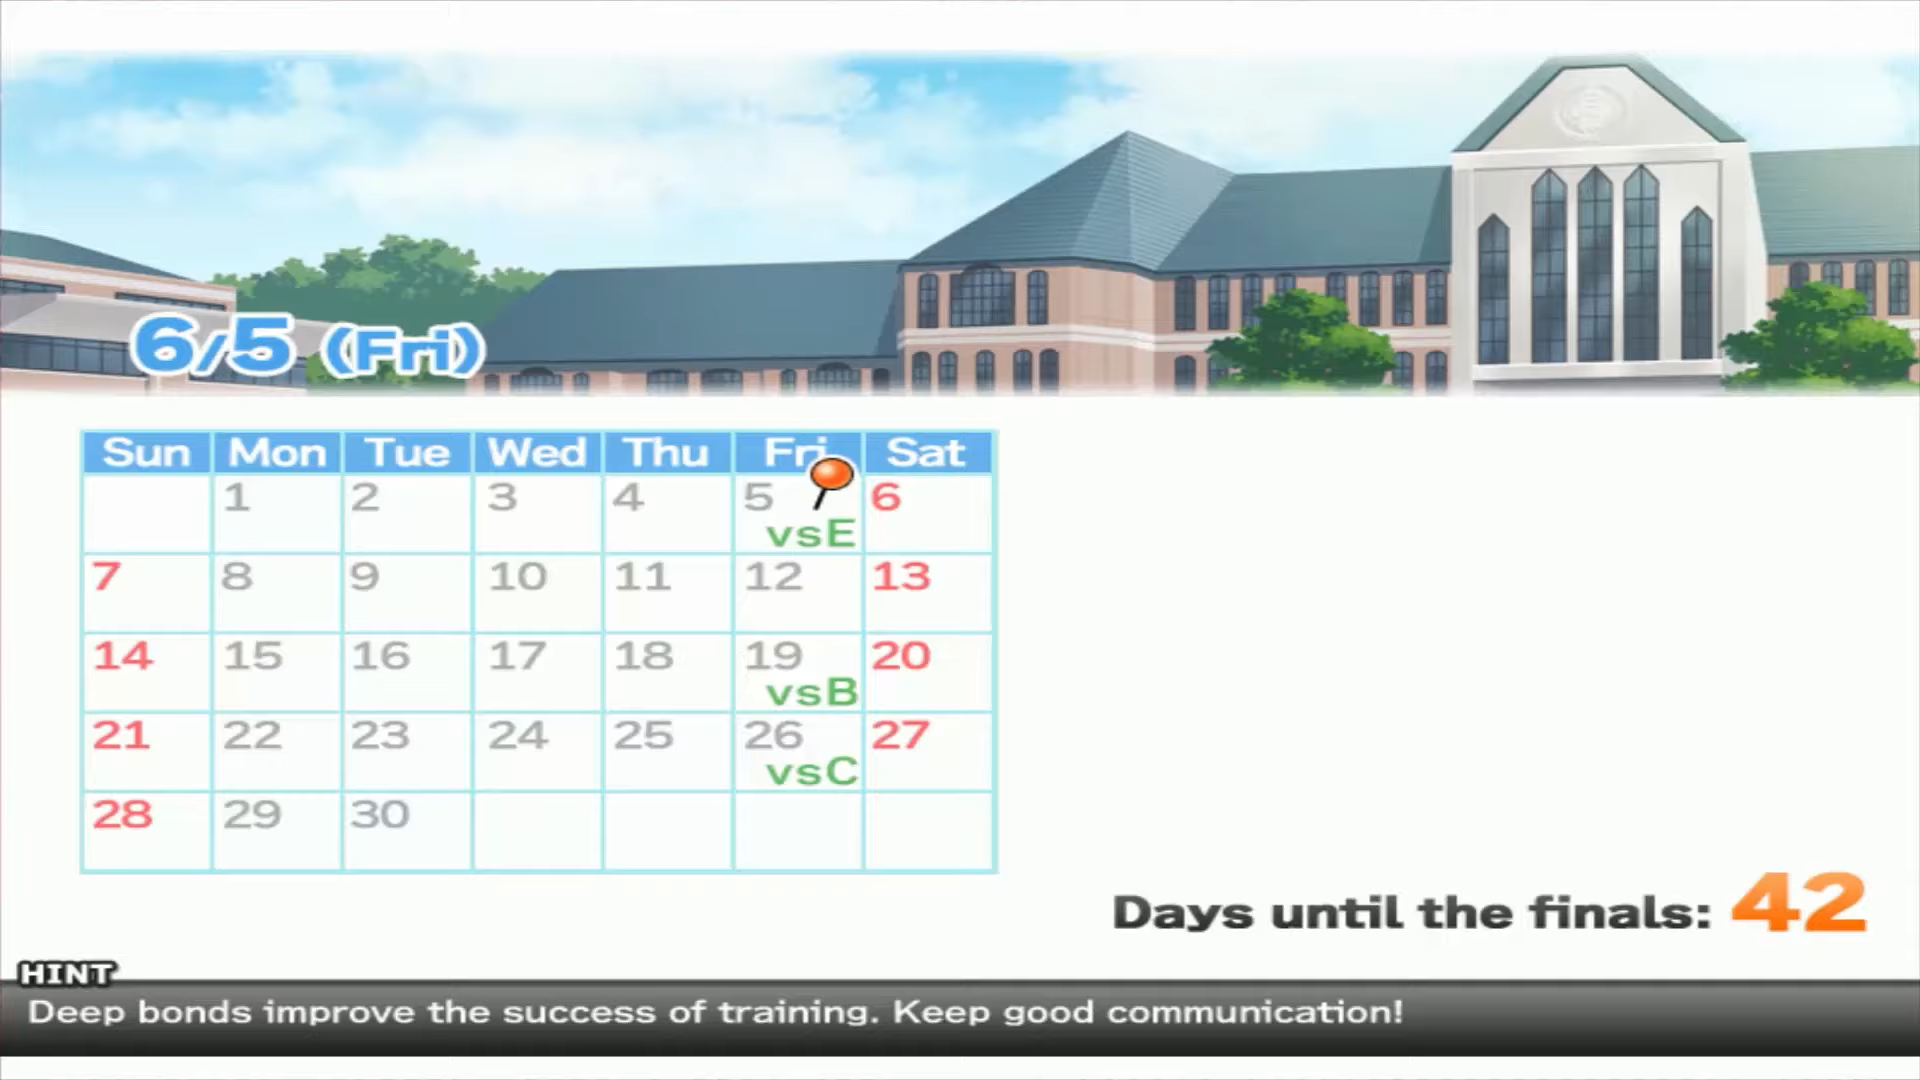 6/5 (Fri)
Sun Mon Tue Wed Thu Fri Sat
1 2 3 4 5 6
vsE
7 8 9 10 11 12 13
14 15 16 17 18 19 20
vsB
21 22 23 24 25 26 27
vsC
28 29 30
Days until the finals: 42
HINT
Deep bonds improve the success of training. Keep good communication!